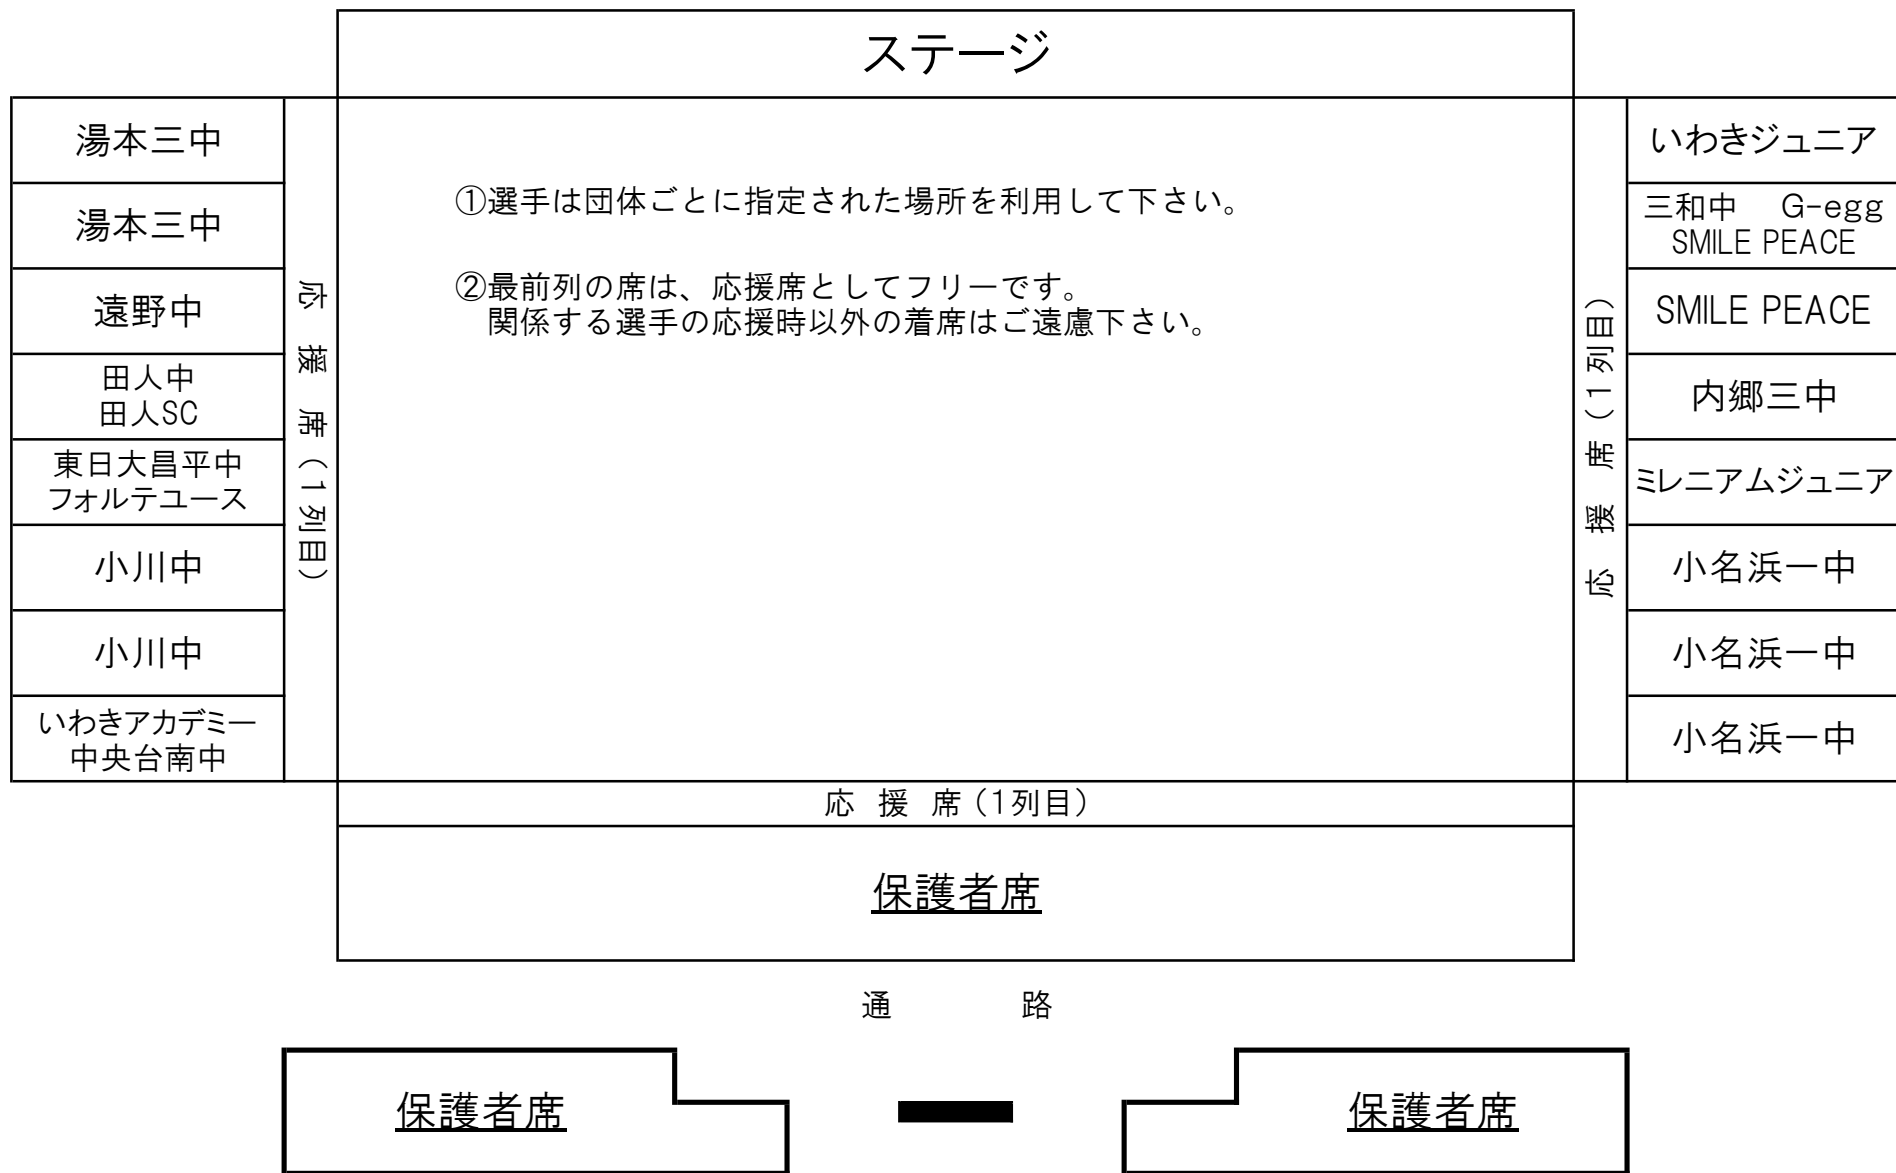 ステージ
湯本三中
湯本三中
遠野中
田人中
田人SC
東日大昌平中
フォルテユース
小川中
小川中
いわきアカデミー
中央台南中
応 援 席(1列目)
①選手は団体ごとに指定された場所を利用して下さい。
②最前列の席は、応援席としてフリーです。
関係する選手の応援時以外の着席はご遠慮下さい。
応 援 席(1列目)
いわきジュニア
三和中 G-egg
SMILE PEACE
SMILE PEACE
内郷三中
ミレニアムジュニア
小名浜一中
小名浜一中
小名浜一中
応 援 席(1列目)
保護者席
通 路
保護者席
保護者席